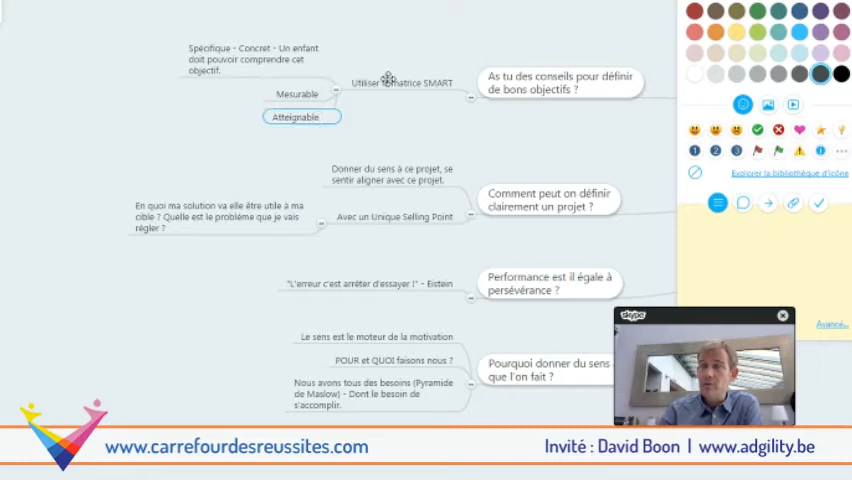 Spécifique - Concret - Un enfant
doit pouvoir comprendre cet
objectif.
Mesurable
Atteignable
Utiliser matrice SMART
As tu des conseils pour définir
de bons objectifs ?
Donner du sens à ce projet, se
sentir aligner avec ce projet.
En quoi ma solution va elle être utile à ma
cible ? Quelle est le problème que je vais
régler ?
Avec un Unique Selling Point
Comment peut on définir
clairement un projet ?
"L'erreur c'est arrêter d'essayer !" - Eistein
Performance est il égale à
persévérance ?
Le sens est le moteur de la motivation
POUR et QUOI faisons nous ?
Nous avons tous des besoins (Pyramide
de Maslow) - Dont le besoin de
s'accomplir.
Pourquoi donner du sens
que l'on fait ?
1 2 3
Explorer la bibliothèque d'icône
Avancé...
skype
www.carrefourdesreussites.com
Invité : David Boon | www.adgility.be